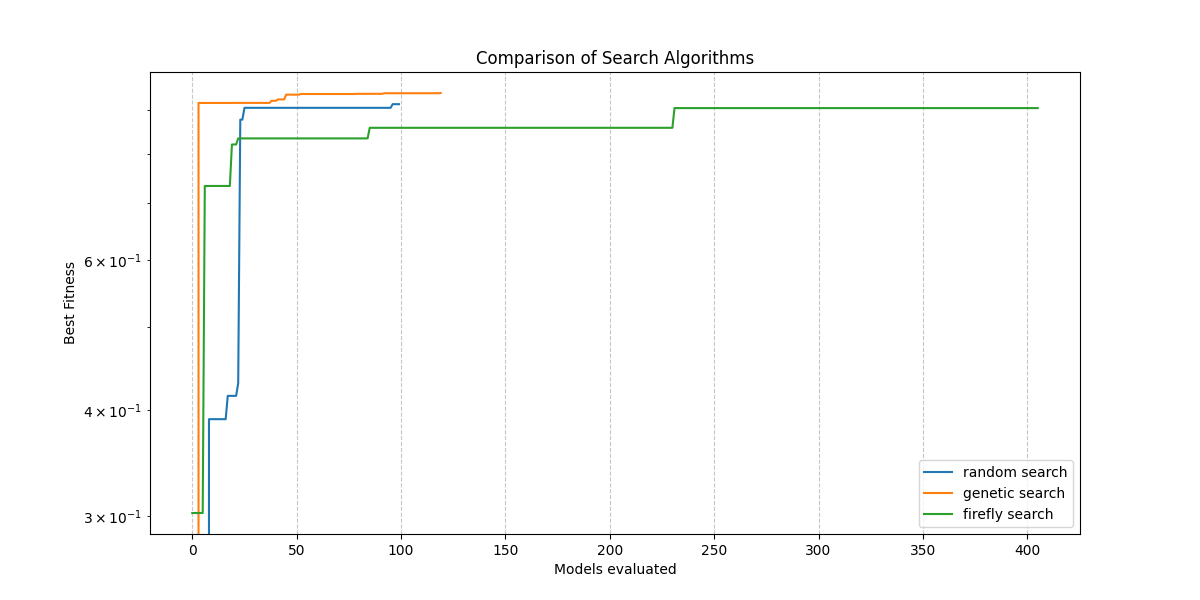 Comparison of Search Algorithms
Best Fitness
6 × 10⁻¹
4 × 10⁻¹
3 × 10⁻¹
0 50 100 150 200 250 300 350 400
Models evaluated
random search
genetic search
firefly search